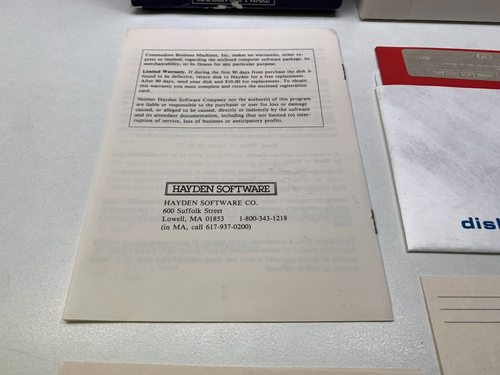 HAYDEN SOFTWARE
Commodore Business Machines, Inc. makes no warranties, either ex-
press or implied, regarding the enclosed computer software package, its
merchantability, or its fitness for any particular purpose.
Limited Warranty. If during the first 90 days from purchase the disk is
found to be defective, return disk to Hayden for a free replacement.
After 90 days, send your disk and $10.00 for replacement. To obtain
this warranty you must complete and return the enclosed registration
card.
Neither Hayden Software Company not the author(s) of this program
are liable or responsible to the purchaser or user for loss or damage
caused, or alleged to be caused, directly or indirectly by the software
and its attendant documentation, including (but not limited to) inter-
ruption of service, loss of business or anticipatory profits.
HAYDEN SOFTWARE
HAYDEN SOFTWARE CO.
600 Suffolk Street
Lowell, MA 01853 1-800-343-1218
(in MA, call 617-937-0200)
GO
HAYDEN SOFTWARE